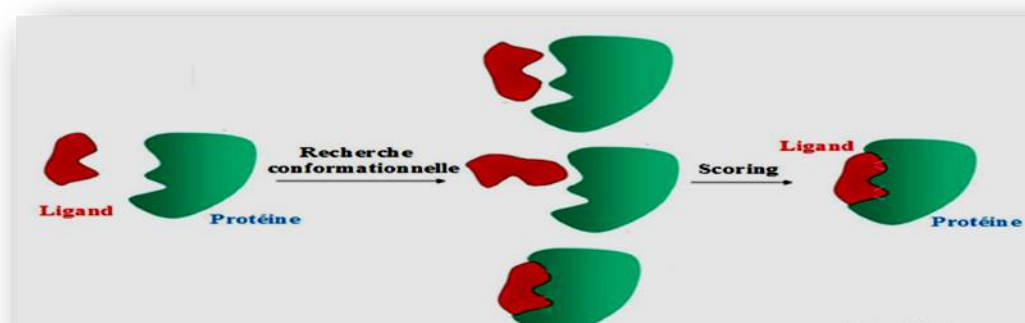 Recherche
conformationnelle
Scoring
Ligand
Protéine
Ligand
Protéine